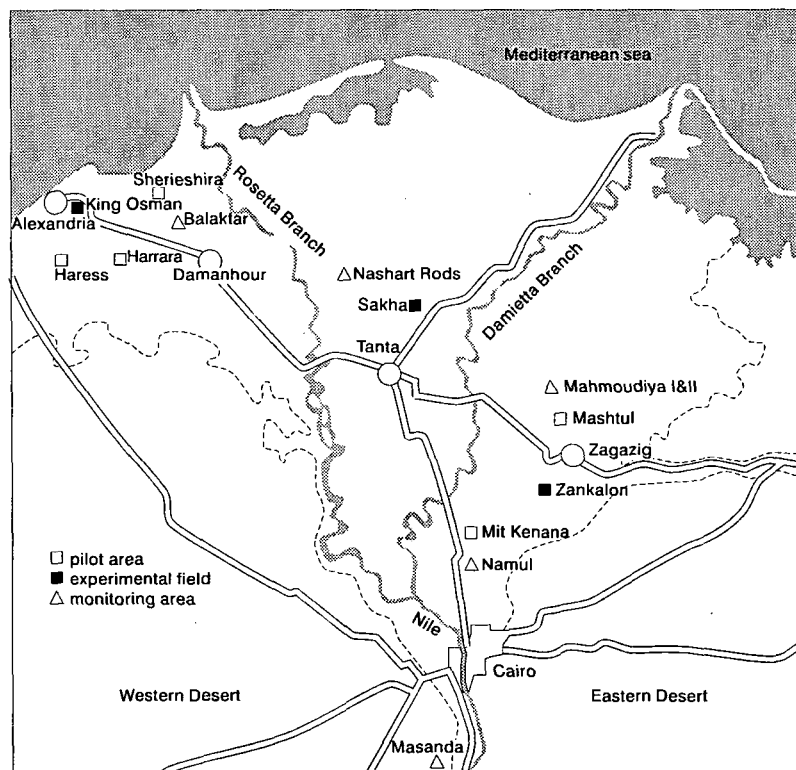 Mediterranean sea
Sherieshira
King Osman
Alexandria
Balaktar
Rosetta Branch
Haress
Harrara
Damanhour
Nashart Rods
Sakha
Damietta Branch
Tanta
Mahmoudiya I&II
Mashtul
Zagazig
Zankalon
Mit Kenana
Namul
pilot area
experimental field
monitoring area
Nile
Cairo
Western Desert
Eastern Desert
Masanda